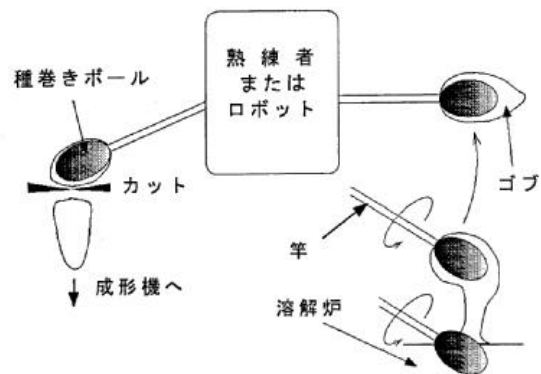 熟練者
または
ロボット
種巻きボール
カット
ゴブ
竿
成形機へ
溶解炉